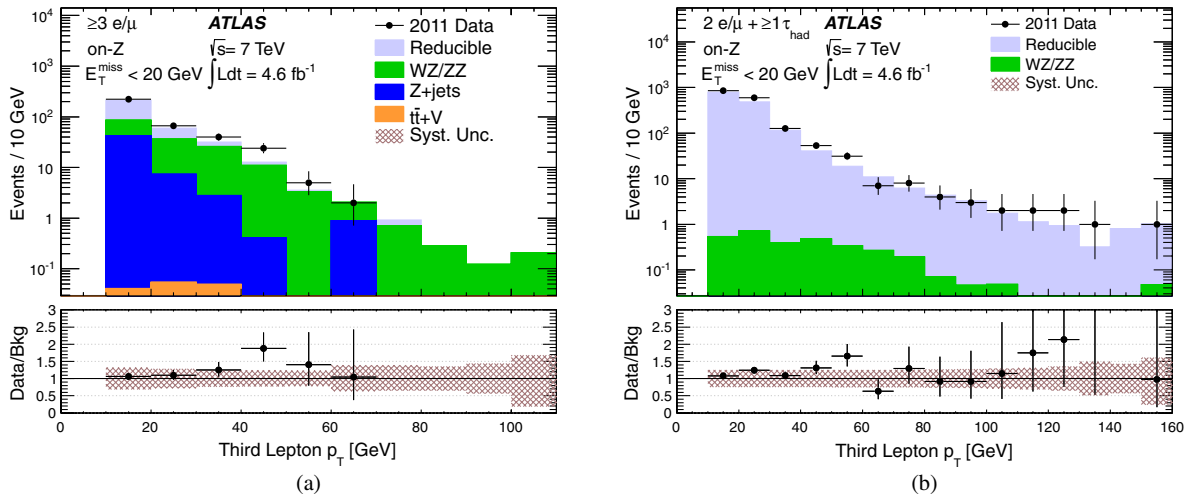 ≥3 e/μ ATLAS
on-Z √s= 7 TeV
E_T^miss < 20 GeV ∫Ldt = 4.6 fb⁻¹
2011 Data
Reducible
WZ/ZZ
Z+jets
tt̄+V
Syst. Unc.
Events / 10 GeV
10⁴
10³
10²
10
1
10⁻¹
Data/Bkg
3
2.5
2
1.5
1
0.5
0
0 20 40 60 80 100
Third Lepton p_T [GeV]
(a)
2 e/μ + ≥1τ_had ATLAS
on-Z √s= 7 TeV
E_T^miss < 20 GeV ∫Ldt = 4.6 fb⁻¹
2011 Data
Reducible
WZ/ZZ
Syst. Unc.
Events / 10 GeV
10⁴
10³
10²
10
1
10⁻¹
Data/Bkg
3
2.5
2
1.5
1
0.5
0
0 20 40 60 80 100 120 140 160
Third Lepton p_T [GeV]
(b)